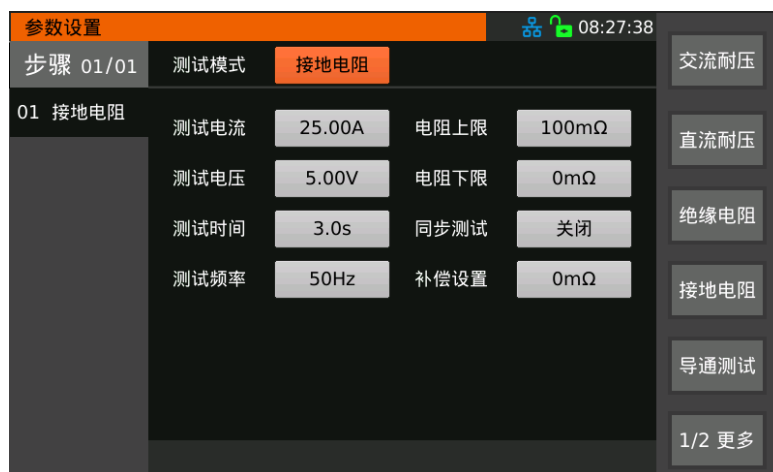 参数设置 08:27:38
步骤 01/01
01 接地电阻
测试模式 接地电阻
测试电流 25.00A 电阻上限 100mΩ
测试电压 5.00V 电阻下限 0mΩ
测试时间 3.0s 同步测试 关闭
测试频率 50Hz 补偿设置 0mΩ
交流耐压
直流耐压
绝缘电阻
接地电阻
导通测试
1/2 更多